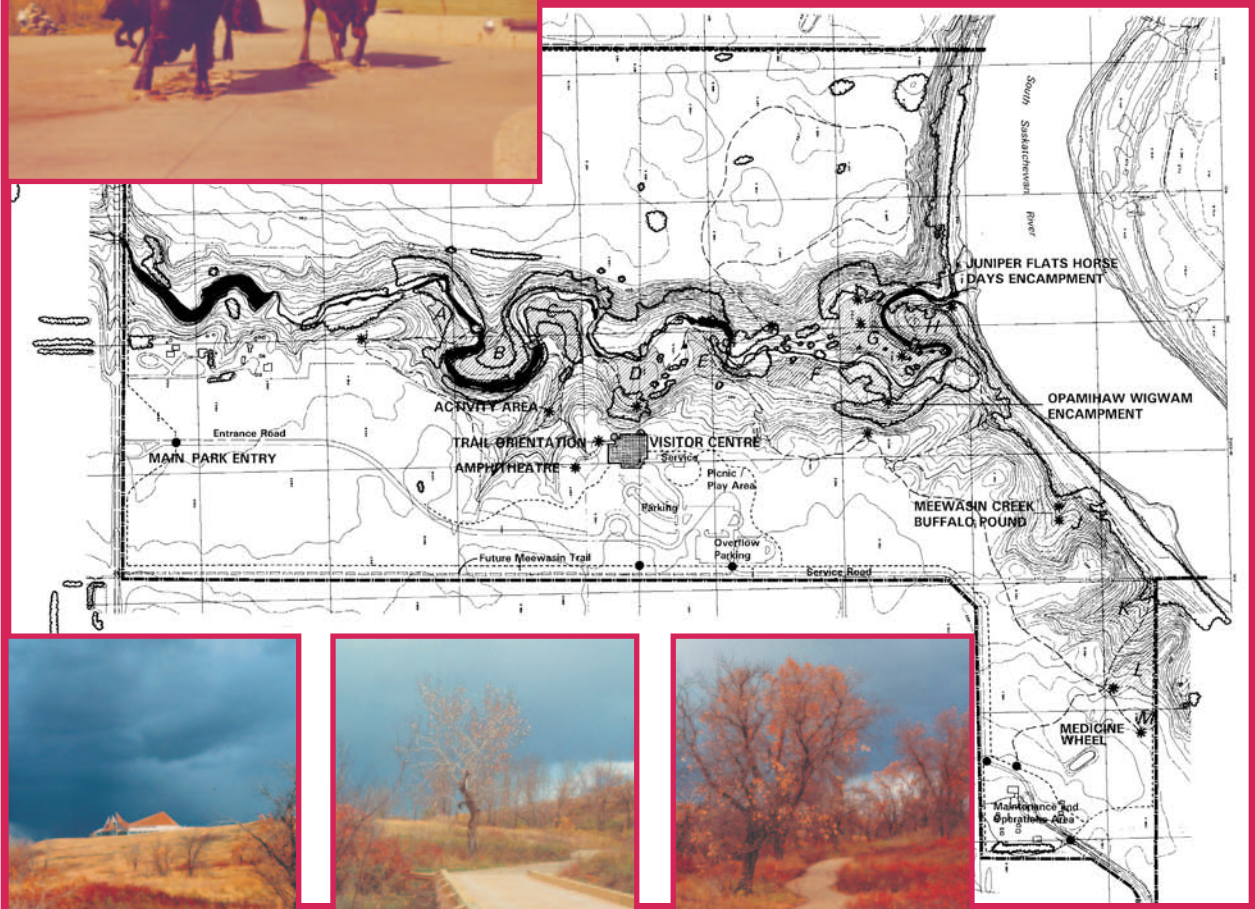 South Saskatchewan River
JUNIPER FLATS HORSE
DAYS ENCAMPMENT
A
B
D
E
F
G
H
OPAMIHAW WIGWAM
ENCAMPMENT
ACTIVITY AREA
Entrance Road
MAIN PARK ENTRY
TRAIL ORIENTATION
VISITOR CENTRE
Service
AMPHITHEATRE
Picnic /
Play Area
Parking
MEEWASIN CREEK
BUFFALO POUND
Overflow
Parking
Future Meewasin Trail
Service Road
K
L
M
MEDICINE
WHEEL
Maintenance and
Operations Area